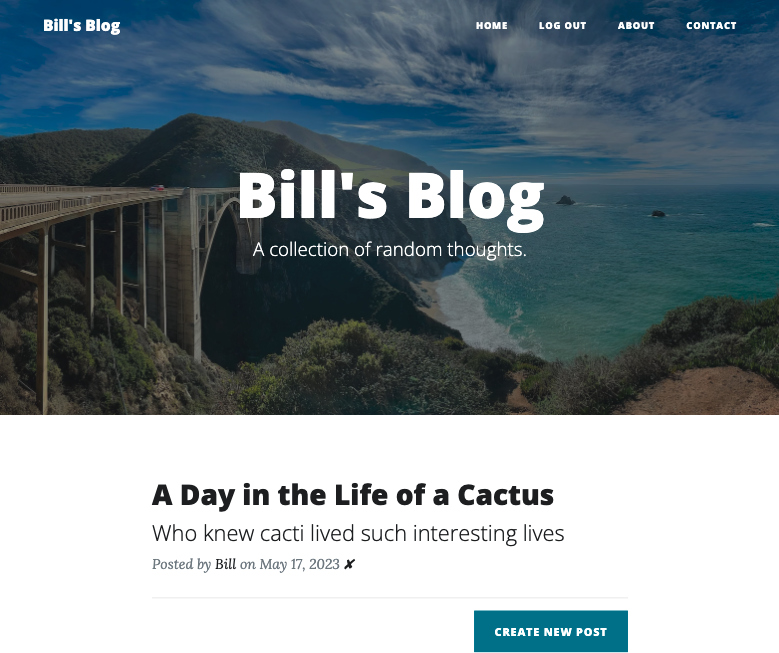 Bill's Blog
HOME LOG OUT ABOUT CONTACT
Bill's Blog
A collection of random thoughts.
A Day in the Life of a Cactus
Who knew cacti lived such interesting lives
Posted by Bill on May 17, 2023 ✘
CREATE NEW POST